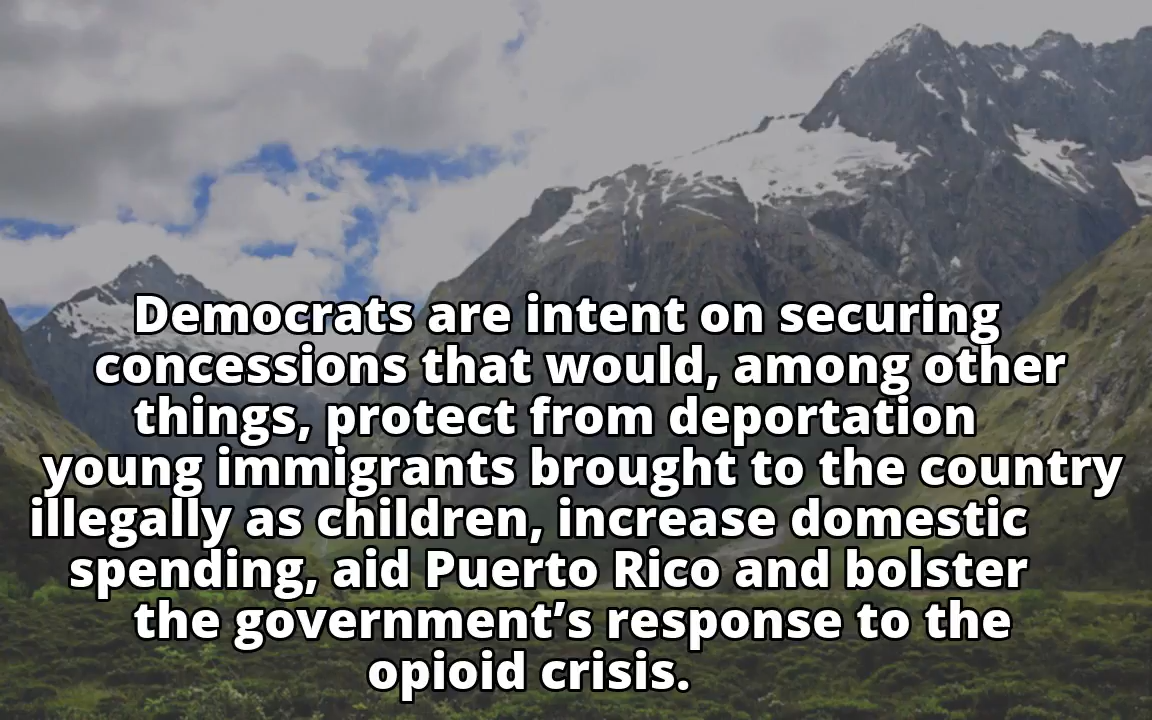 Democrats are intent on securing
concessions that would, among other
things, protect from deportation
young immigrants brought to the country
illegally as children, increase domestic
spending, aid Puerto Rico and bolster
the government’s response to the
opioid crisis.